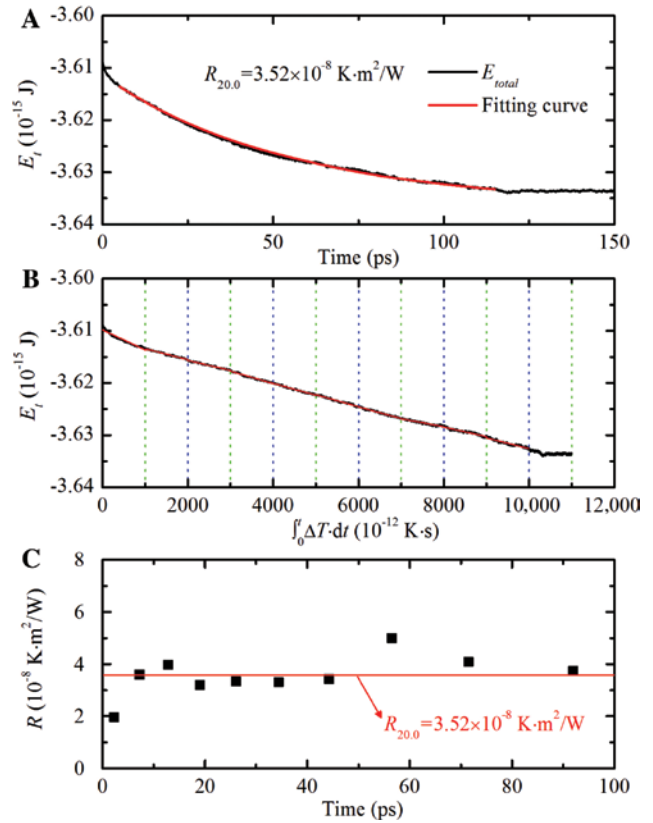 A
-3.60
-3.61
-3.62
-3.63
-3.64
E_t (10^-15 J)
R_20.0=3.52×10^-8 K·m^2/W
E_total
Fitting curve
0 50 100 150
Time (ps)
B
-3.60
-3.61
-3.62
-3.63
-3.64
E_t (10^-15 J)
0 2000 4000 6000 8000 10,000 12,000
∫_0^t ΔT·dt (10^-12 K·s)
C
8
6
4
2
0
R (10^-8 K·m^2/W)
R_20.0=3.52×10^-8 K·m^2/W
0 20 40 60 80 100
Time (ps)